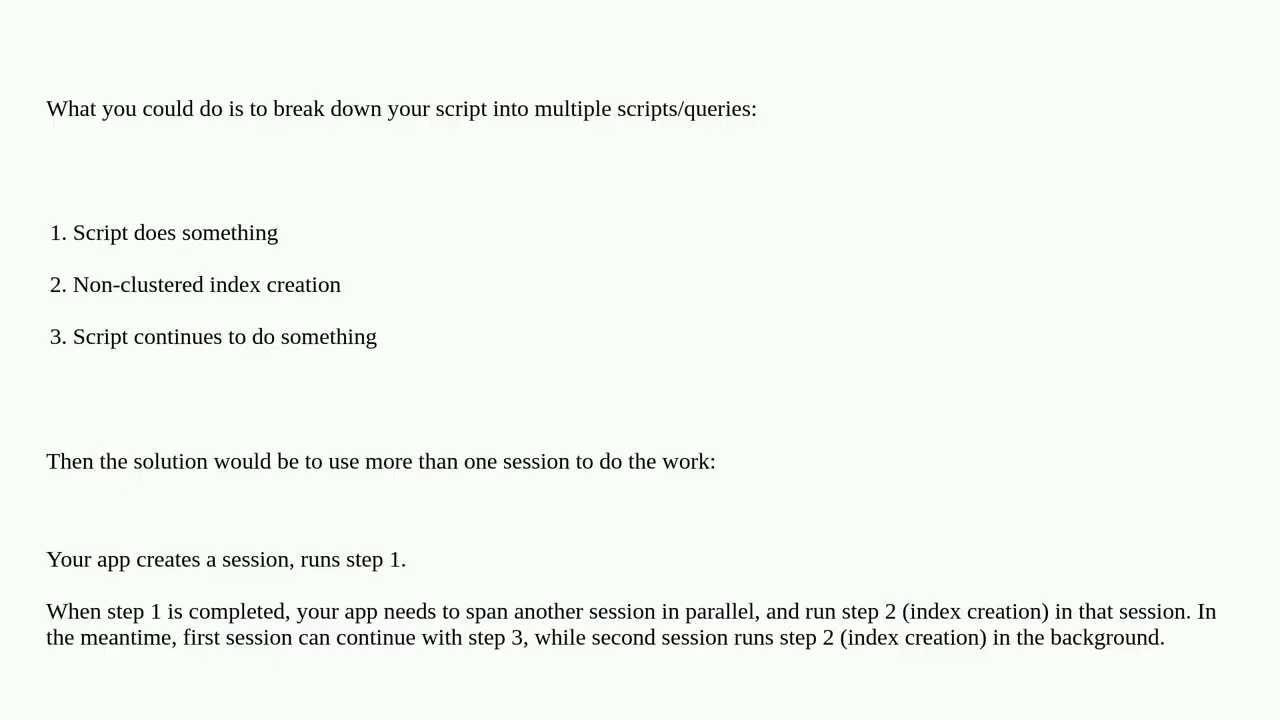 What you could do is to break down your script into multiple scripts/queries:
1. Script does something
2. Non-clustered index creation
3. Script continues to do something
Then the solution would be to use more than one session to do the work:
Your app creates a session, runs step 1.
When step 1 is completed, your app needs to span another session in parallel, and run step 2 (index creation) in that session. In
the meantime, first session can continue with step 3, while second session runs step 2 (index creation) in the background.